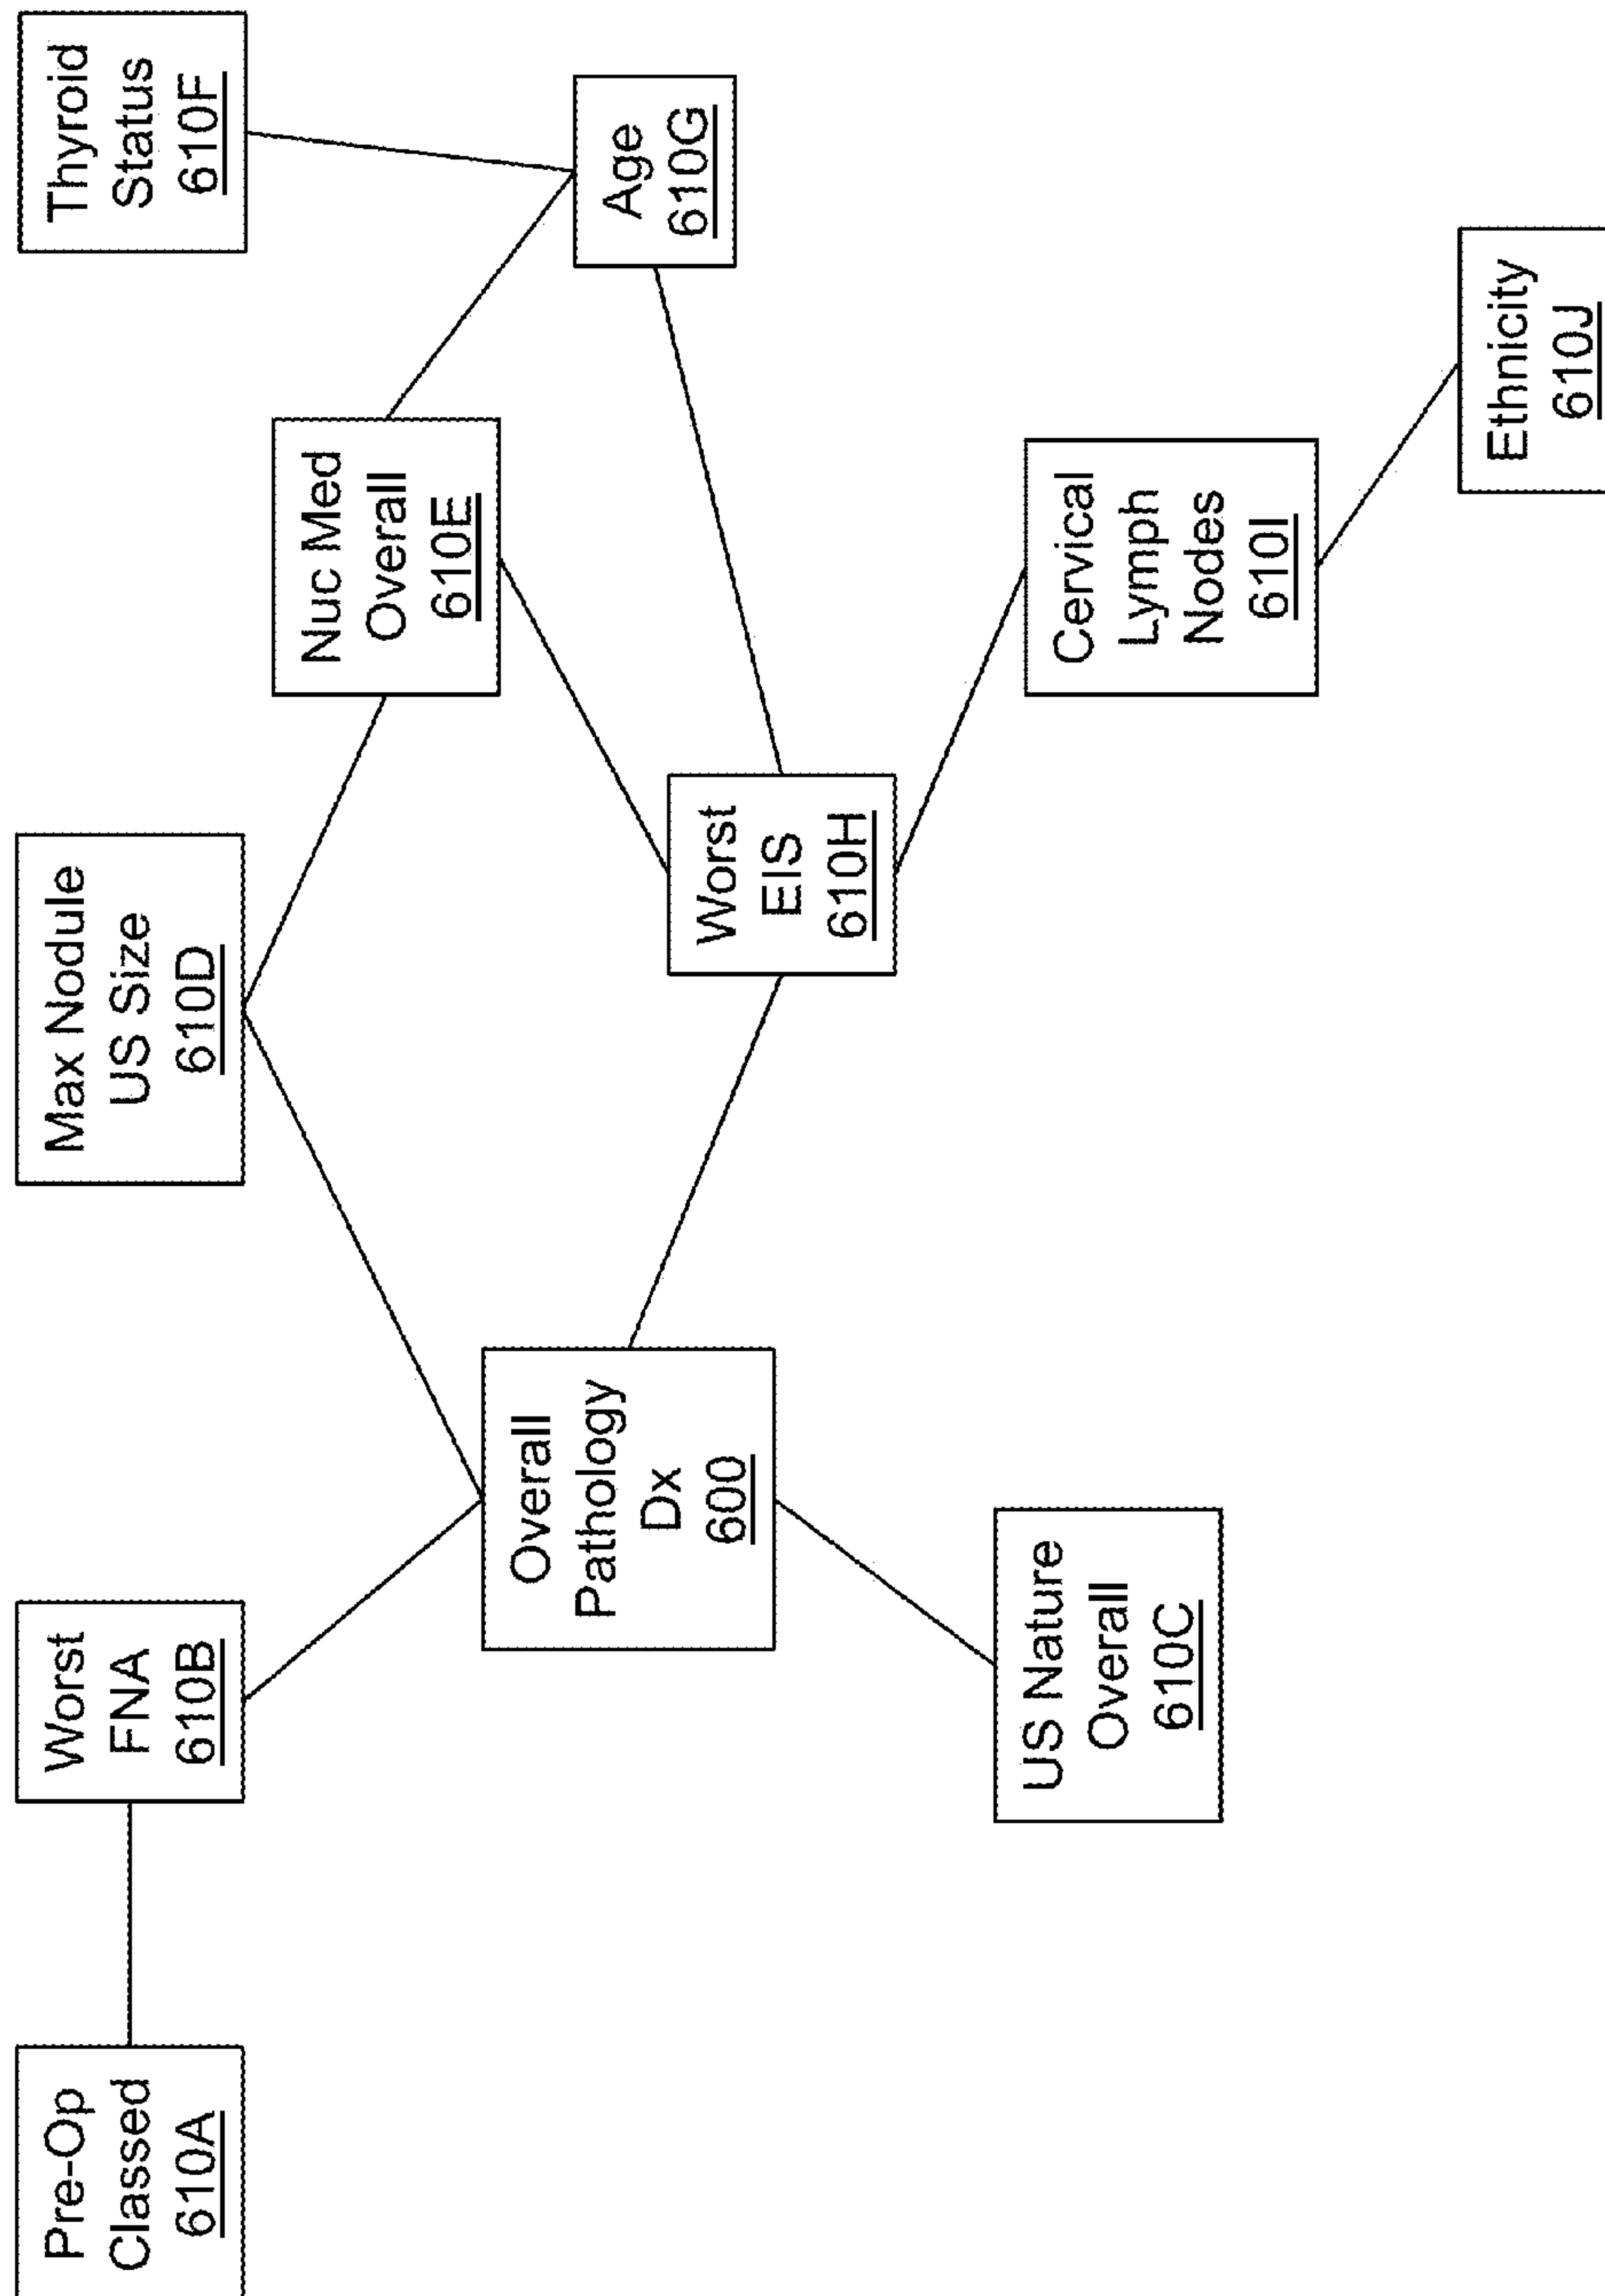 Pre-Op
Classed
610A
Worst
FNA
610B
Max Nodule
US Size
610D
Thyroid
Status
610F
Nuc Med
Overall
610E
Overall
Pathology
Dx
600
Age
610G
Worst
EIS
610H
US Nature
Overall
610C
Cervical
Lymph
Nodes
610I
Ethnicity
610J